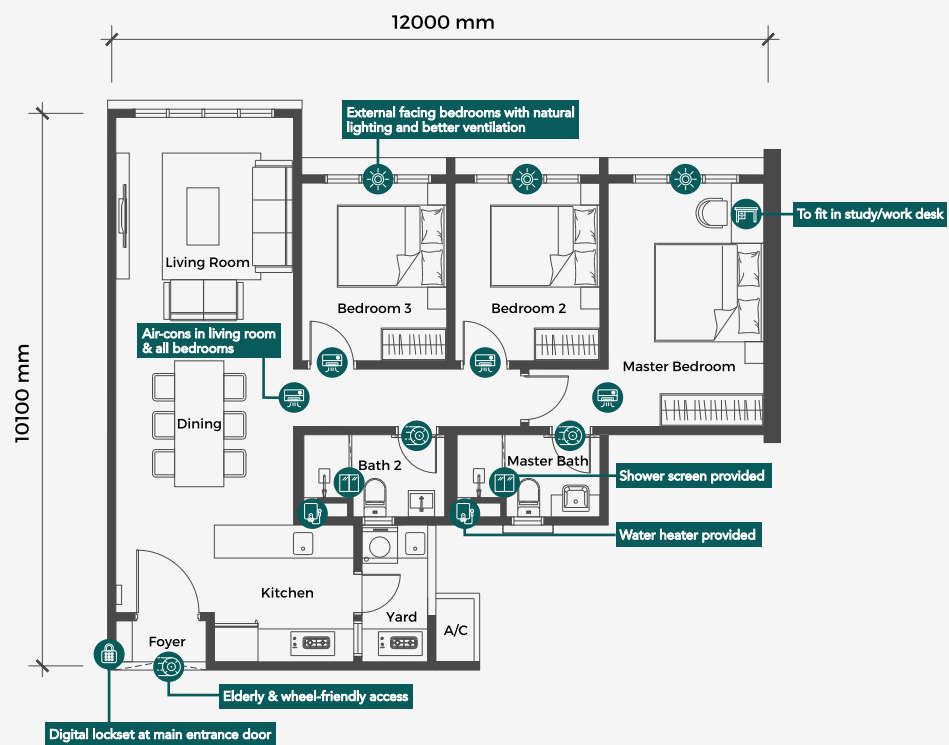 12000 mm
External facing bedrooms with natural
lighting and better ventilation
To fit in study/work desk
Living Room
Bedroom 3
Bedroom 2
Air-cons in living room
& all bedrooms
Master Bedroom
10100 mm
Dining
Bath 2
Master Bath
Shower screen provided
Water heater provided
Kitchen
Yard
A/C
Foyer
Elderly & wheel-friendly access
Digital lockset at main entrance door